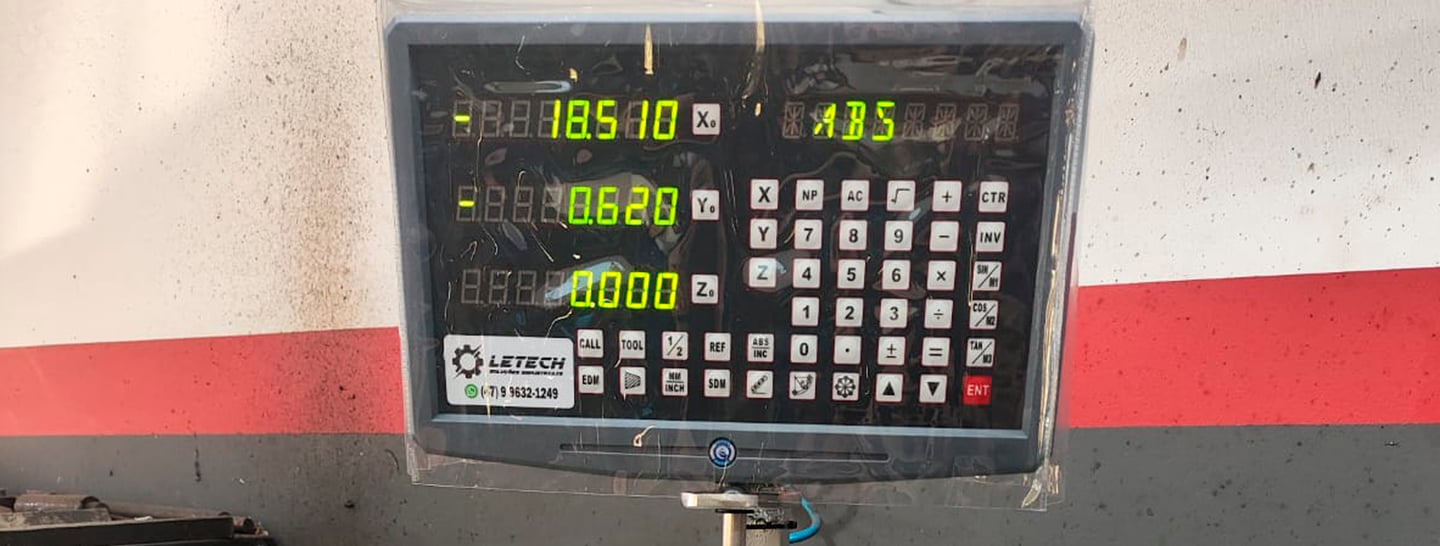 - 18.510 X₀ ABS
- 0.620 Y₀
0.000 Z₀
X NP AC √ + CTR
Y 7 8 9 - INV
Z 4 5 6 × SIN/M1
1 2 3 ÷ COS/M2
CALL TOOL 1/2 REF ABS/INC 0 . ± = TAN/M3
EDM MM/INCH SDM ▲ ▼ ENT
LETECH
SOLUÇÕES INDUSTRIAIS
9 9632-1249